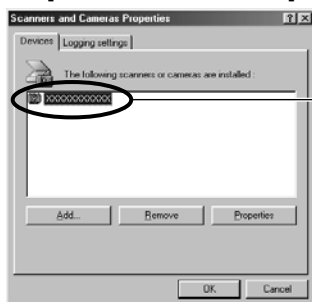 Scanners and Cameras Properties
Devices
Logging settings
The following scanners or cameras are installed :
XXXXXXXXXXX
Add...
Remove
Properties
OK
Cancel